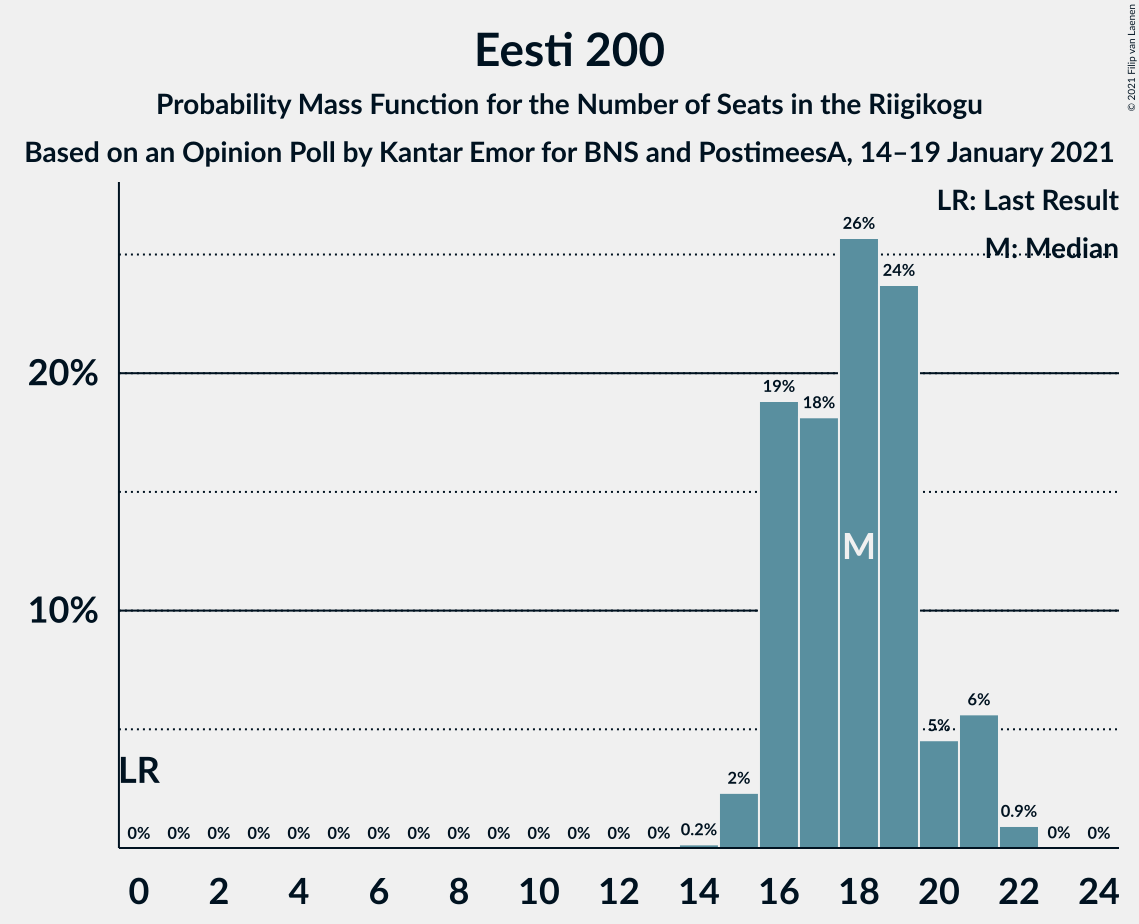 Eesti 200
Probability Mass Function for the Number of Seats in the Riigikogu
Based on an Opinion Poll by Kantar Emor for BNS and PostimeesA, 14–19 January 2021
© 2021 Filip van Laenen
LR: Last Result
M: Median
26%
24%
20%
19%
18%
M
10%
6%
5%
LR
2%
0% 0% 0% 0% 0% 0% 0% 0% 0% 0% 0% 0% 0% 0% 0.2% 0.9% 0% 0%
0 2 4 6 8 10 12 14 16 18 20 22 24